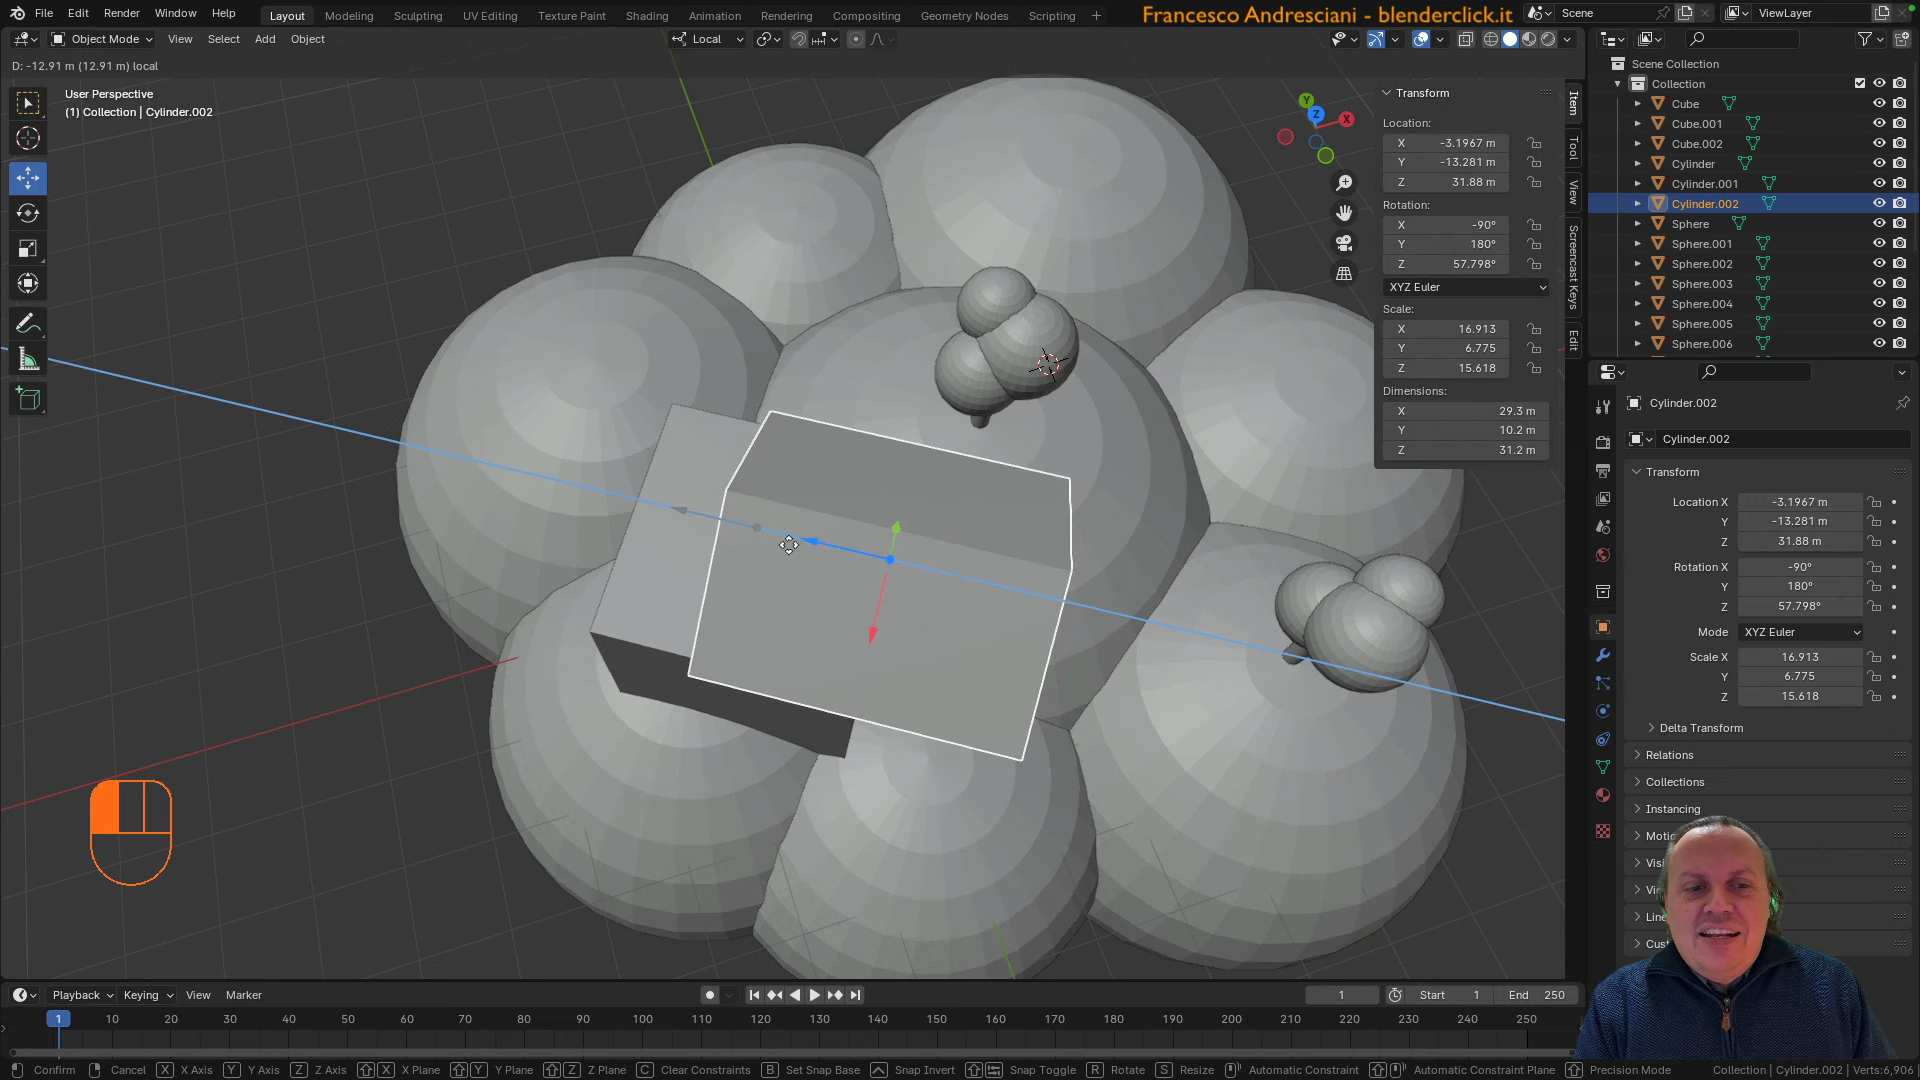 File Edit Render Window Help Layout Modeling Sculpting UV Editing Texture Paint Shading Animation Rendering Compositing Geometry Nodes Scripting + Francesco Andresciani - blenderclick.it Scene ViewLayer
Object Mode View Select Add Object Local
D: -12.91 m (12.91 m) local
User Perspective
(1) Collection | Cylinder.002
Y
Z
X
Transform
Location:
X -3.1967 m
Y -13.281 m
Z 31.88 m
Rotation:
X -90°
Y 180°
Z 57.798°
XYZ Euler
Scale:
X 16.913
Y 6.775
Z 15.618
Dimensions:
X 29.3 m
Y 10.2 m
Z 31.2 m
Item
Tool
View
Screencast Keys
Edit
Scene Collection
Collection
Cube
Cube.001
Cube.002
Cylinder
Cylinder.001
Cylinder.002
Sphere
Sphere.001
Sphere.002
Sphere.003
Sphere.004
Sphere.005
Sphere.006
Cylinder.002
Cylinder.002
Transform
Location X -3.1967 m
Y -13.281 m
Z 31.88 m
Rotation X -90°
Y 180°
Z 57.798°
Mode XYZ Euler
Scale X 16.913
Y 6.775
Z 15.618
Delta Transform
Relations
Collections
Instancing
Motio
Visi
Vie
Line
Cust
Playback Keying View Marker 1 Start 1 End 250
1 10 20 30 40 50 60 70 80 90 100 110 120 130 140 150 160 170 180 190 200 210 220 230 240 250
Confirm Cancel X X Axis Y Y Axis Z Z Axis X X Plane Y Y Plane Z Z Plane C Clear Constraints B Set Snap Base Snap Invert Snap Toggle R Rotate S Resize Automatic Constraint Automatic Constraint Plane Precision Mode Collection | Cylinder.002 | Verts:6,906